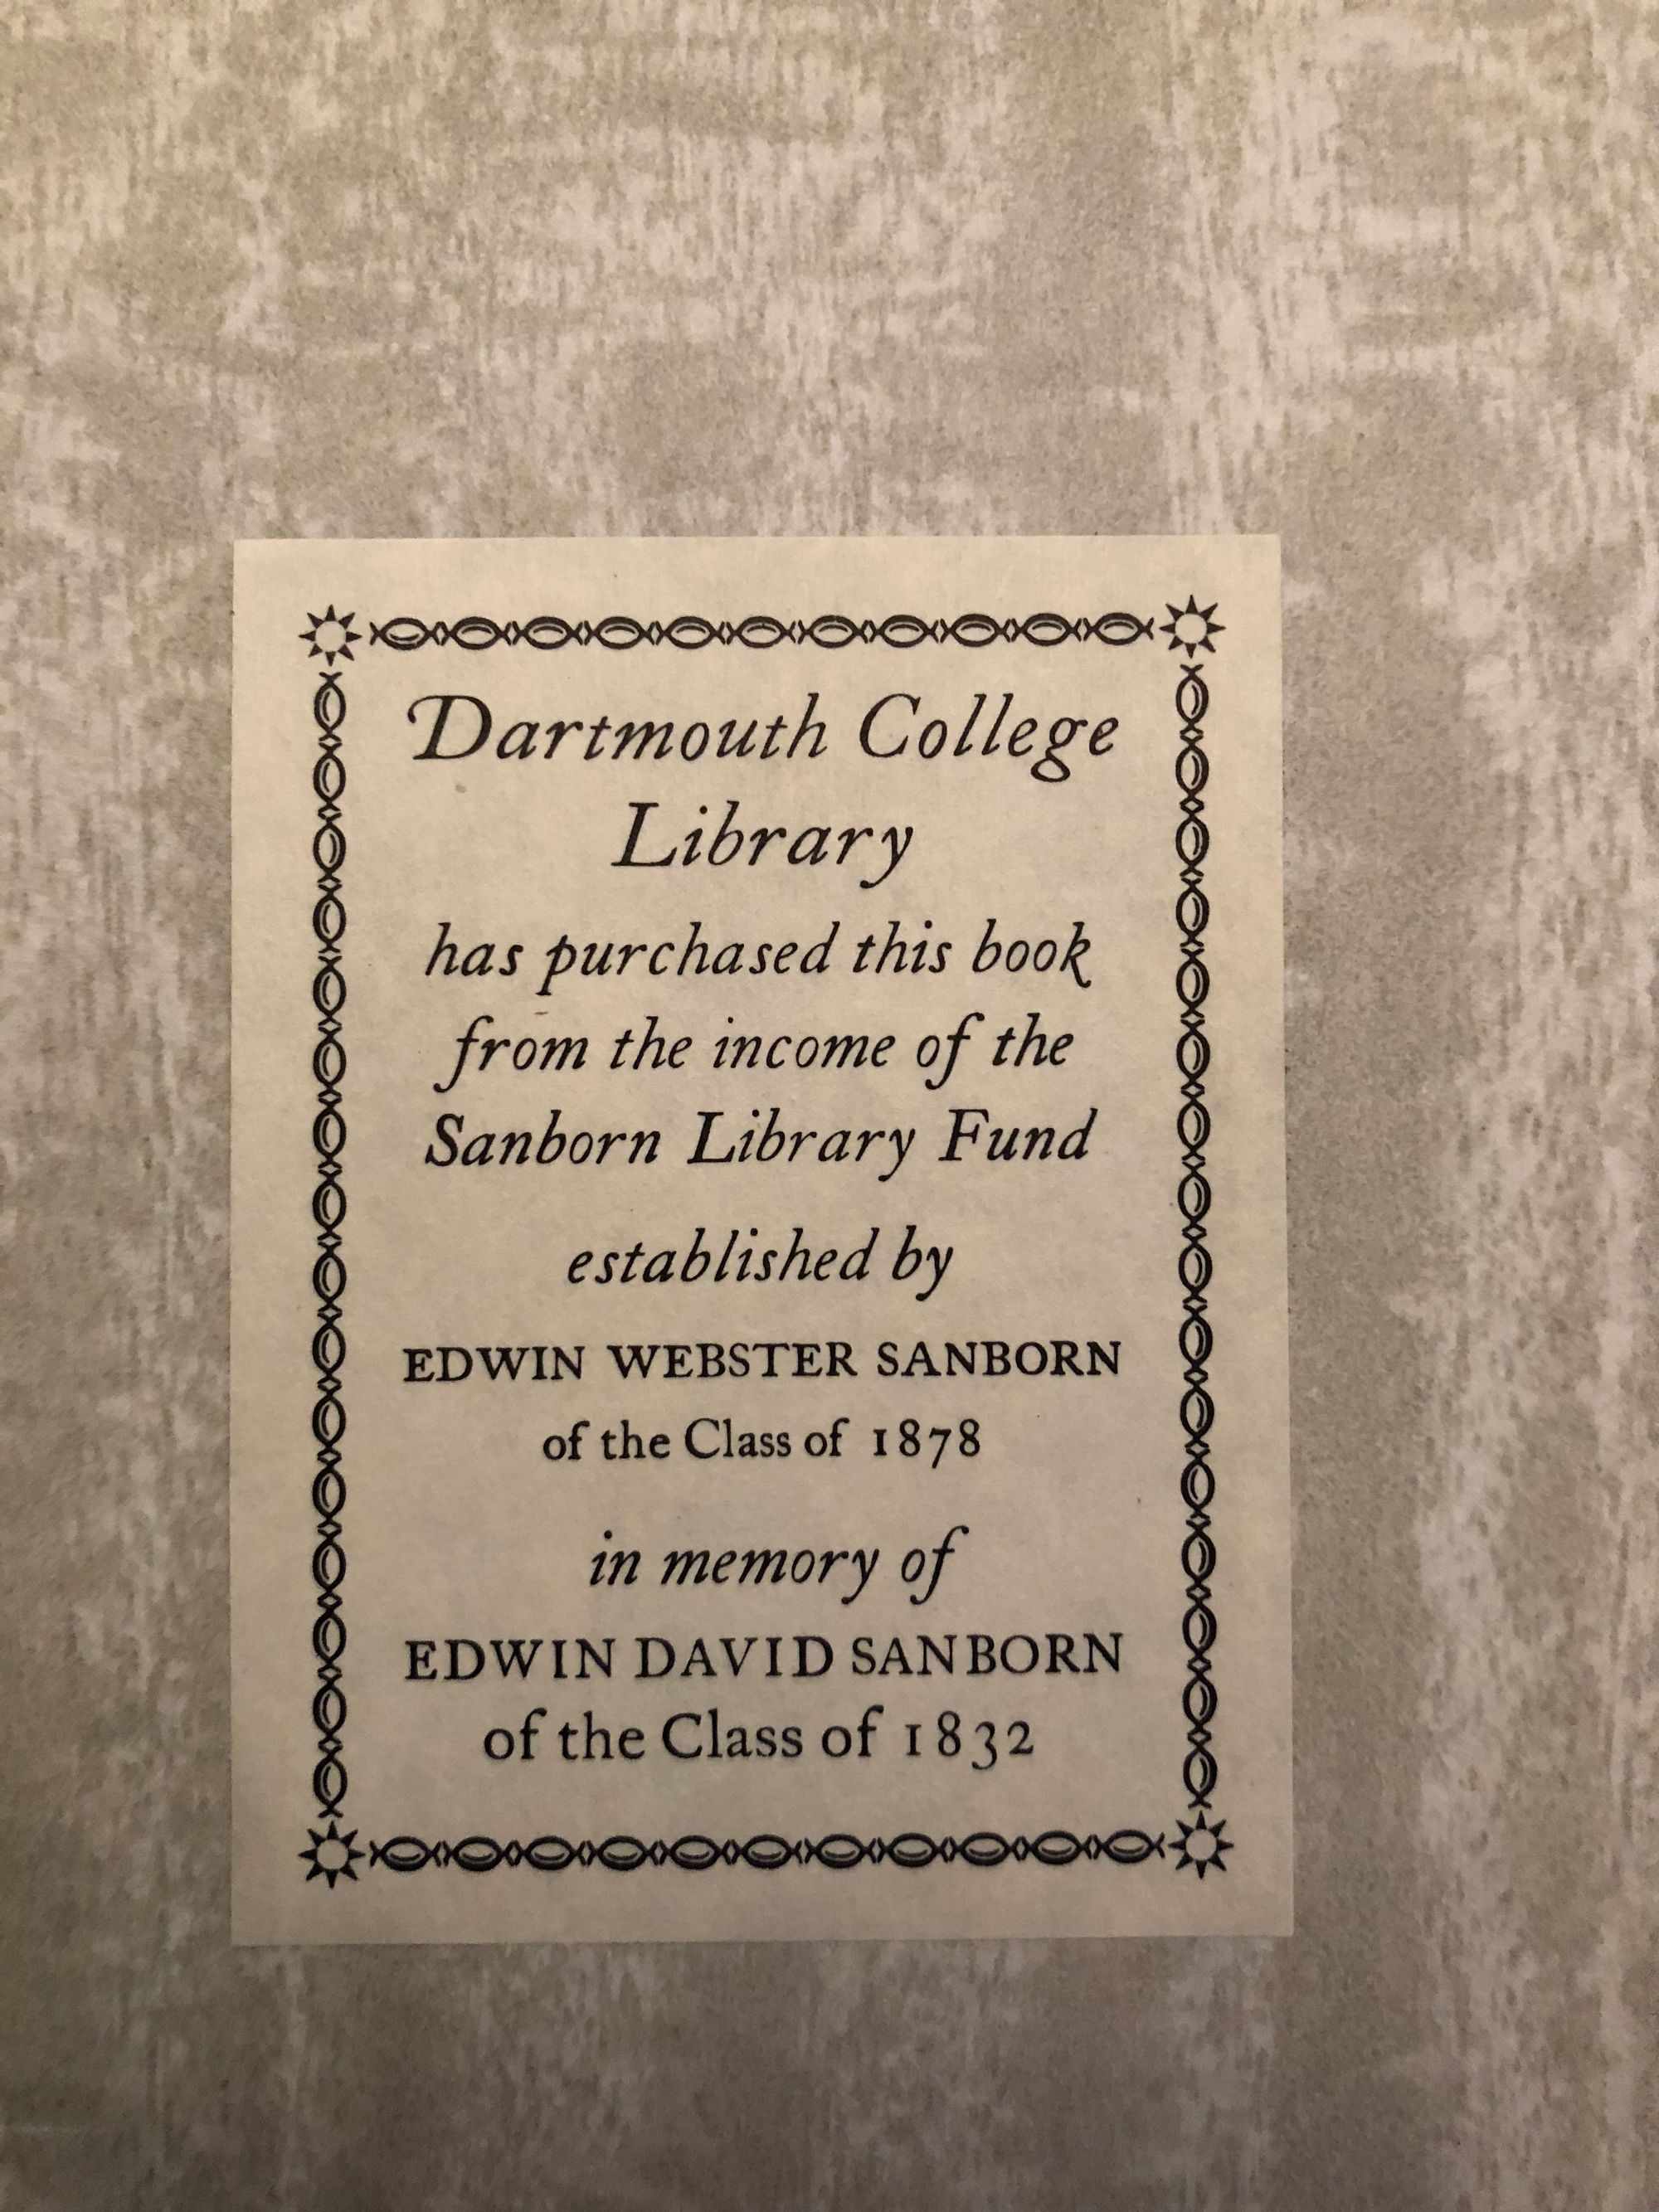 Dartmouth College
Library
has purchased this book
from the income of the
Sanborn Library Fund
established by
EDWIN WEBSTER SANBORN
of the Class of 1878
in memory of
EDWIN DAVID SANBORN
of the Class of 1832